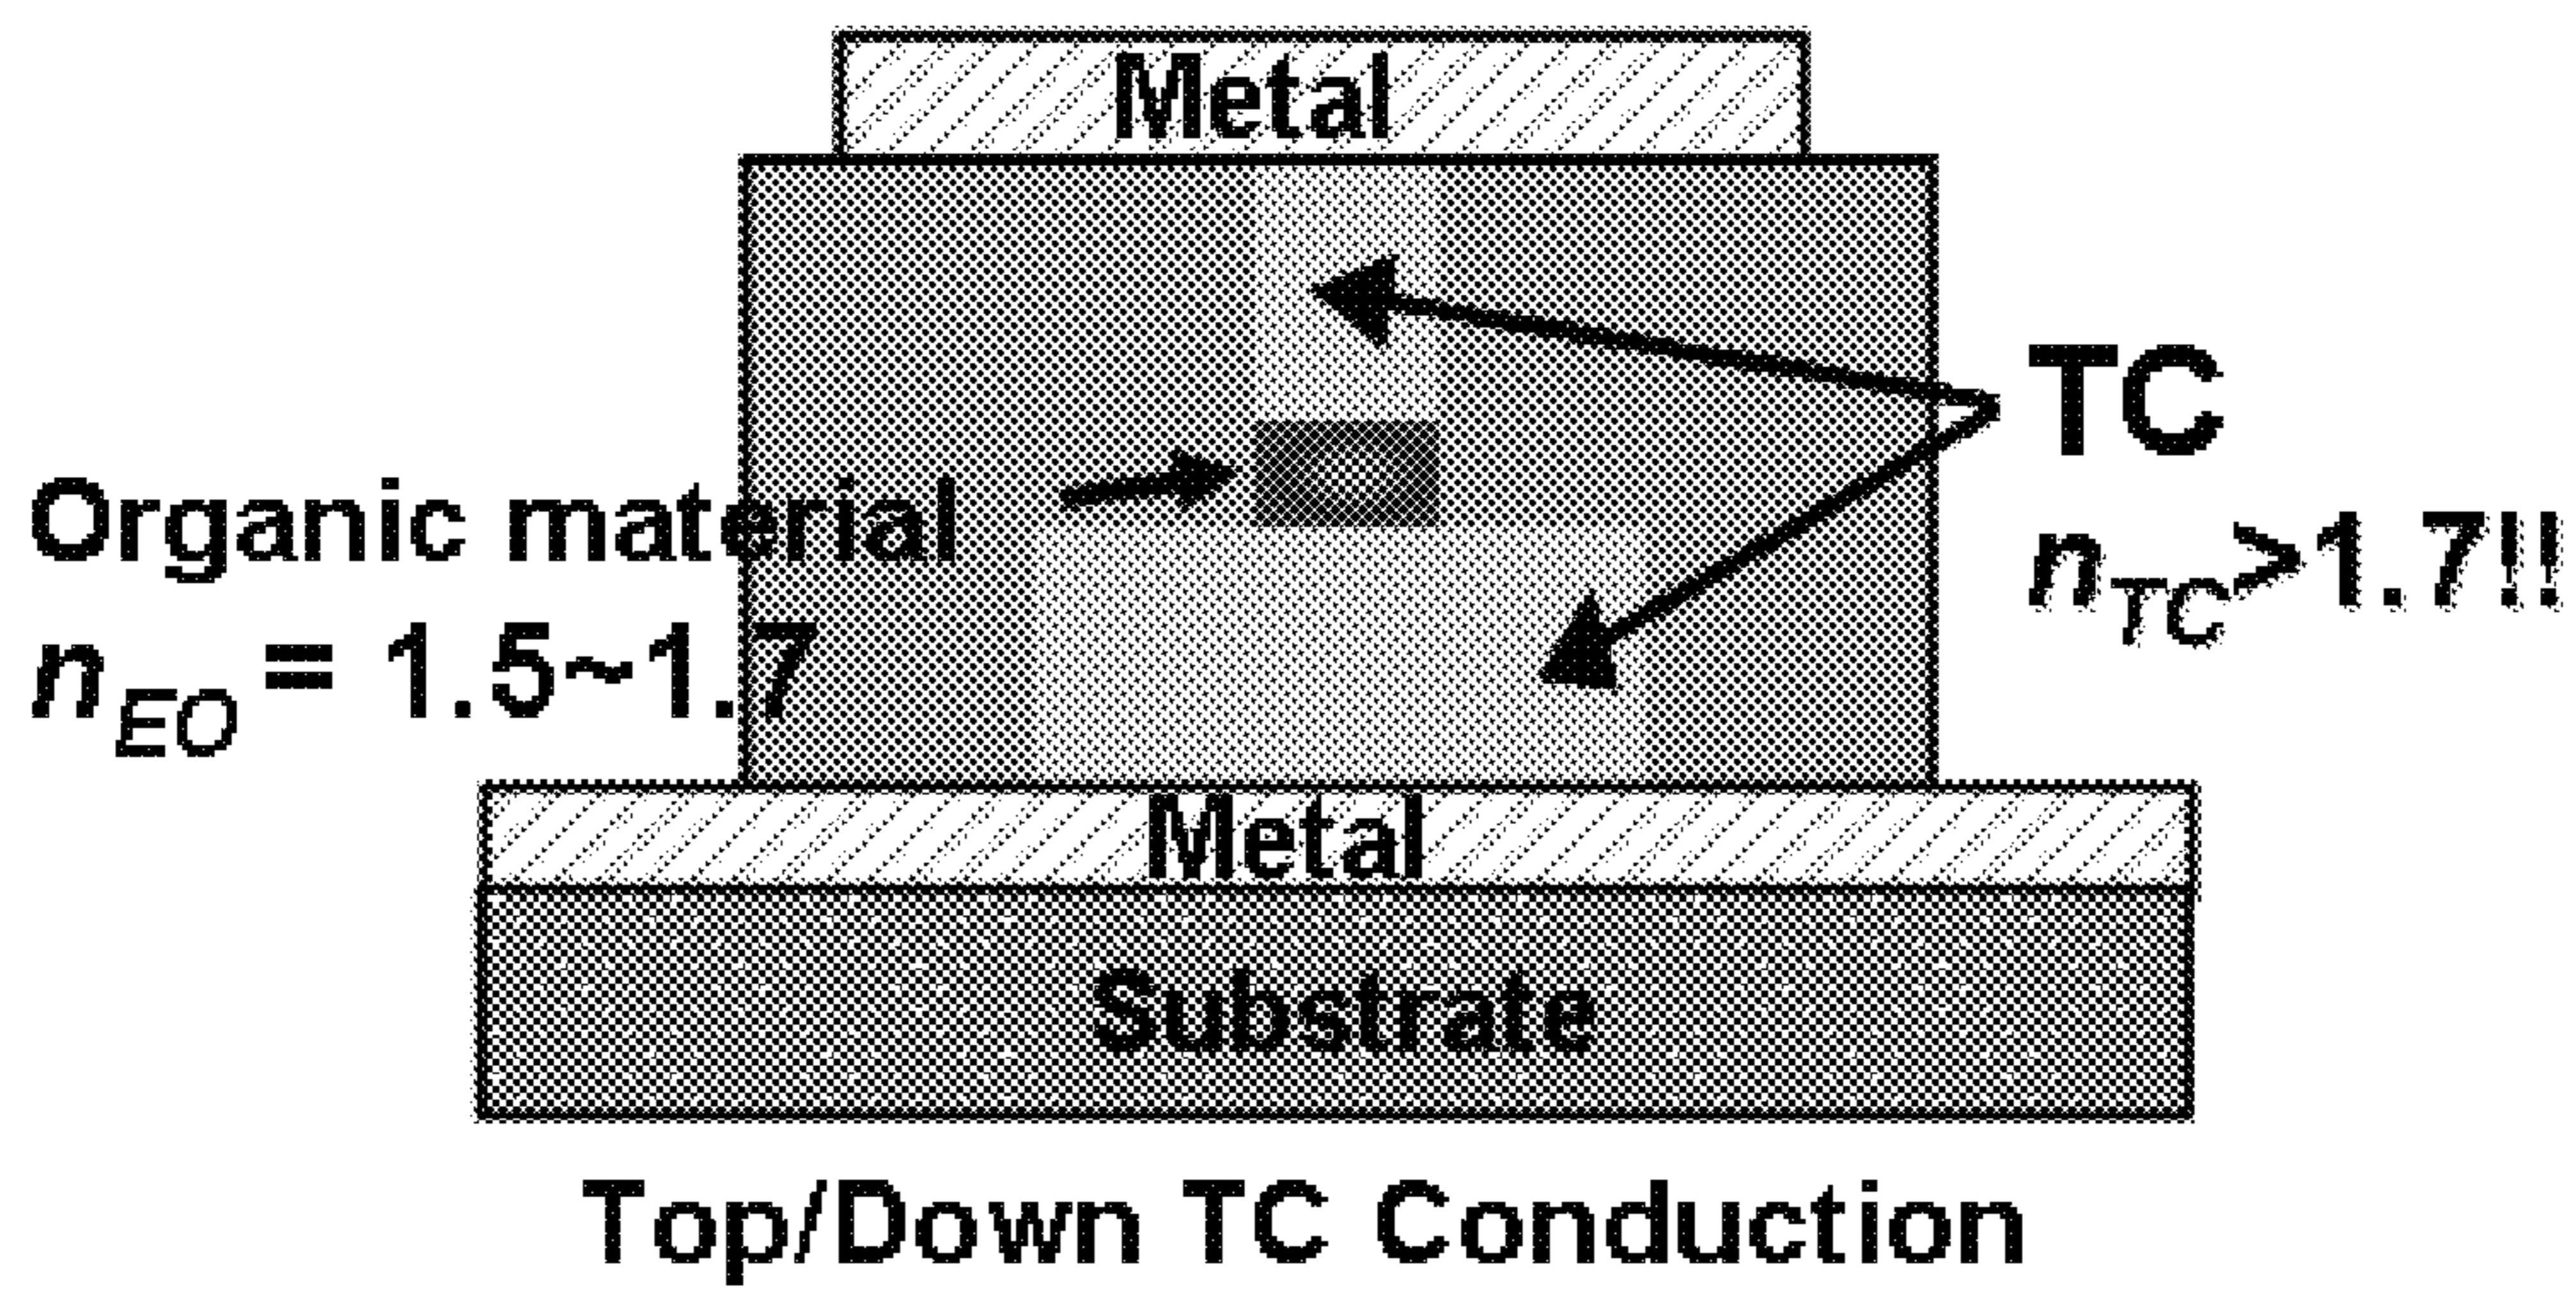 Metal
TC
Organic material
n_TC>1.7!!
n_EO = 1.5~1.7
Metal
Substrate
Top/Down TC Conduction